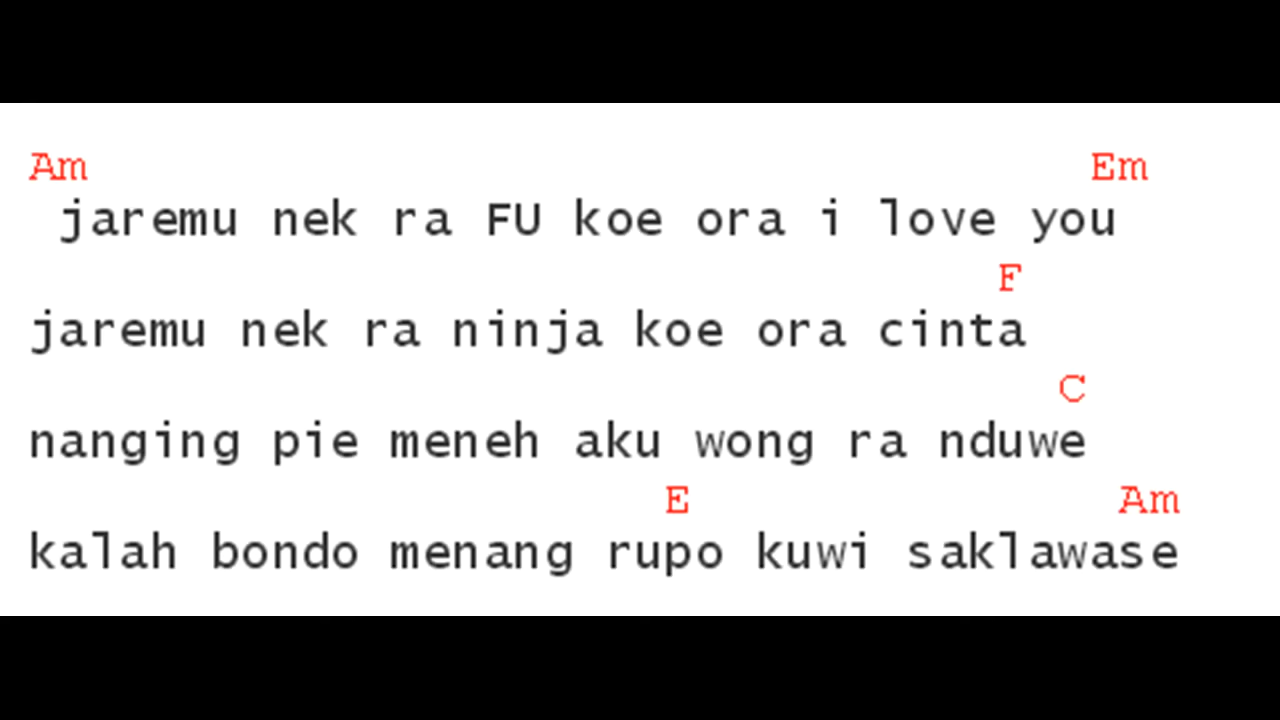 Am Em
jaremu nek ra FU koe ora i love you
F
jaremu nek ra ninja koe ora cinta
C
nanging pie meneh aku wong ra nduwe
E Am
kalah bondo menang rupo kuwi saklawase